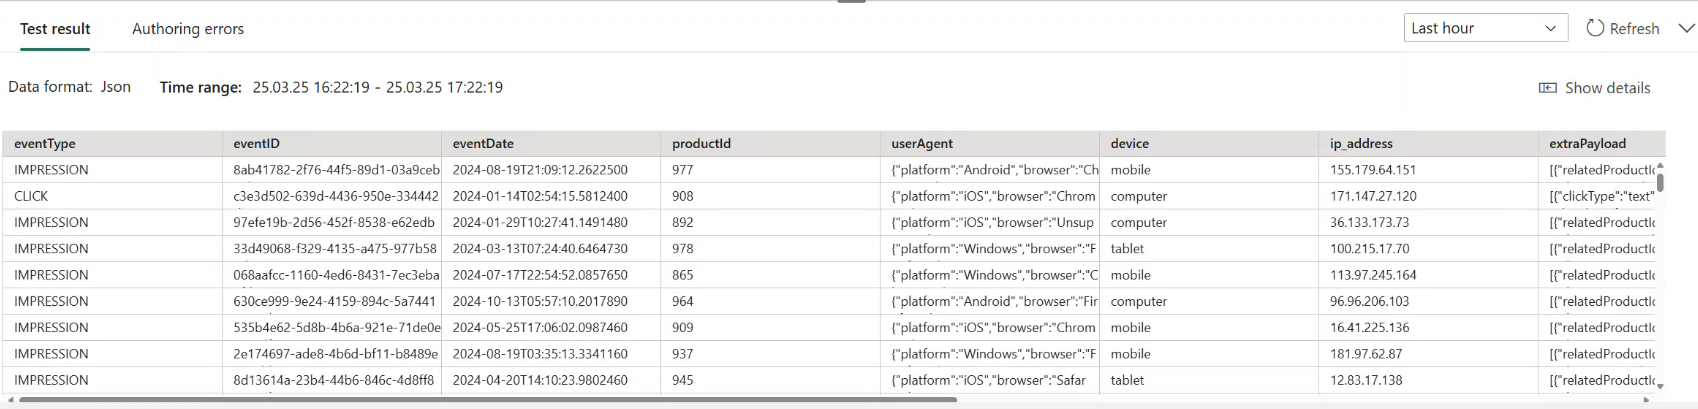 Test result Authoring errors Last hour Refresh
Data format: Json Time range: 25.03.25 16:22:19 - 25.03.25 17:22:19 Show details
eventType eventID eventDate productId userAgent device ip_address extraPayload
IMPRESSION 8ab41782-2f76-44f5-89d1-03a9ceb 2024-08-19T21:09:12.2622500 977 {"platform":"Android","browser":"Ch mobile 155.179.64.151 [{"relatedProductId
CLICK c3e3d502-639d-4436-950e-334442 2024-01-14T02:54:15.5812400 908 {"platform":"iOS","browser":"Chrom computer 171.147.27.120 [{"clickType":"text"
IMPRESSION 97efe19b-2d56-452f-8538-e62edb 2024-01-29T10:27:41.1491480 892 {"platform":"iOS","browser":"Unsup computer 36.133.173.73 [{"relatedProductId
IMPRESSION 33d49068-f329-4135-a475-977b58 2024-03-13T07:24:40.6464730 978 {"platform":"Windows","browser":"F tablet 100.215.17.70 [{"relatedProductId
IMPRESSION 068aafcc-1160-4ed6-8431-7ec3eba 2024-07-17T22:54:52.0857650 865 {"platform":"Windows","browser":"C mobile 113.97.245.164 [{"relatedProductId
IMPRESSION 630ce999-9e24-4159-894c-5a7441 2024-10-13T05:57:10.2017890 964 {"platform":"Android","browser":"Fir computer 96.96.206.103 [{"relatedProductId
IMPRESSION 535b4e62-5d8b-4b6a-921e-71de0e 2024-05-25T17:06:02.0987460 909 {"platform":"iOS","browser":"Chrom mobile 16.41.225.136 [{"relatedProductId
IMPRESSION 2e174697-ade8-4b6d-bf11-b8489e 2024-08-19T03:35:13.3341160 937 {"platform":"Windows","browser":"F mobile 181.97.62.87 [{"relatedProductId
IMPRESSION 8d13614a-23b4-44b6-846c-4d8ff8 2024-04-20T14:10:23.9802460 945 {"platform":"iOS","browser":"Safar tablet 12.83.17.138 [{"relatedProductId